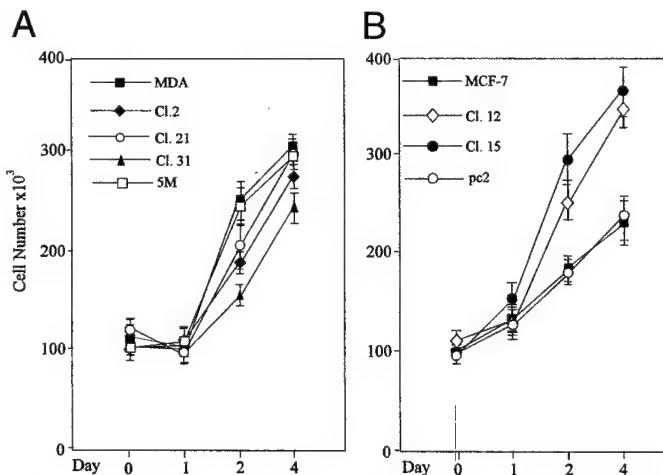 A
Cell Number x10³
400
300
200
100
0
MDA
Cl.2
Cl. 21
Cl. 31
5M
Day
0
1
2
4
B
400
300
200
100
0
MCF-7
Cl. 12
Cl. 15
pc2
Day
0
1
2
4